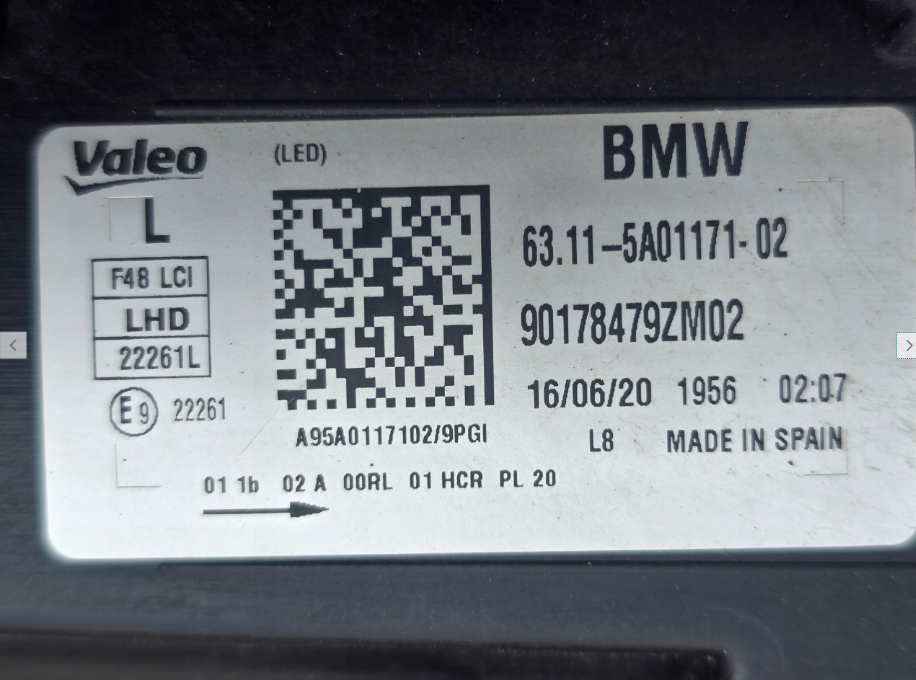 Valeo (LED) BMW
L
63.11-5A01171-02
F48 LCI
LHD
90178479ZM02
22261L
16/06/20 1956 02:07
E9 22261
A95A0117102/9PGI
L8 MADE IN SPAIN
01 1b 02 A 00RL 01 HCR PL 20